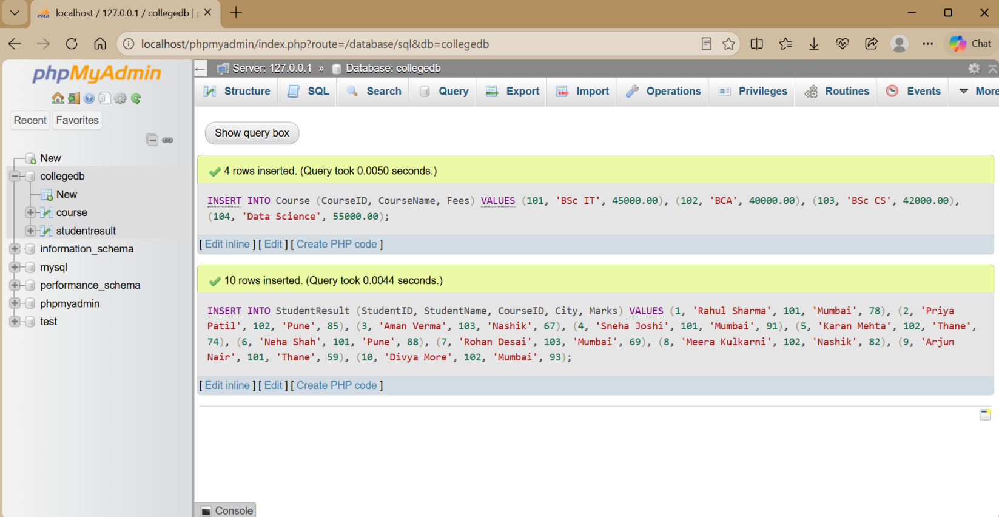 localhost / 127.0.0.1 / collegedb |
localhost/phpmyadmin/index.php?route=/database/sql&db=collegedb
Chat
phpMyAdmin
Recent
Favorites
New
collegedb
New
course
studentresult
information_schema
mysql
performance_schema
phpmyadmin
test
Server: 127.0.0.1 » Database: collegedb
Structure SQL Search Query Export Import Operations Privileges Routines Events More
Show query box
4 rows inserted. (Query took 0.0050 seconds.)
INSERT INTO Course (CourseID, CourseName, Fees) VALUES (101, 'BSc IT', 45000.00), (102, 'BCA', 40000.00), (103, 'BSc CS', 42000.00),
(104, 'Data Science', 55000.00);
[ Edit inline ] [ Edit ] [ Create PHP code ]
10 rows inserted. (Query took 0.0044 seconds.)
INSERT INTO StudentResult (StudentID, StudentName, CourseID, City, Marks) VALUES (1, 'Rahul Sharma', 101, 'Mumbai', 78), (2, 'Priya
Patil', 102, 'Pune', 85), (3, 'Aman Verma', 103, 'Nashik', 67), (4, 'Sneha Joshi', 101, 'Mumbai', 91), (5, 'Karan Mehta', 102, 'Thane',
74), (6, 'Neha Shah', 101, 'Pune', 88), (7, 'Rohan Desai', 103, 'Mumbai', 69), (8, 'Meera Kulkarni', 102, 'Nashik', 82), (9, 'Arjun
Nair', 101, 'Thane', 59), (10, 'Divya More', 102, 'Mumbai', 93);
[ Edit inline ] [ Edit ] [ Create PHP code ]
Console